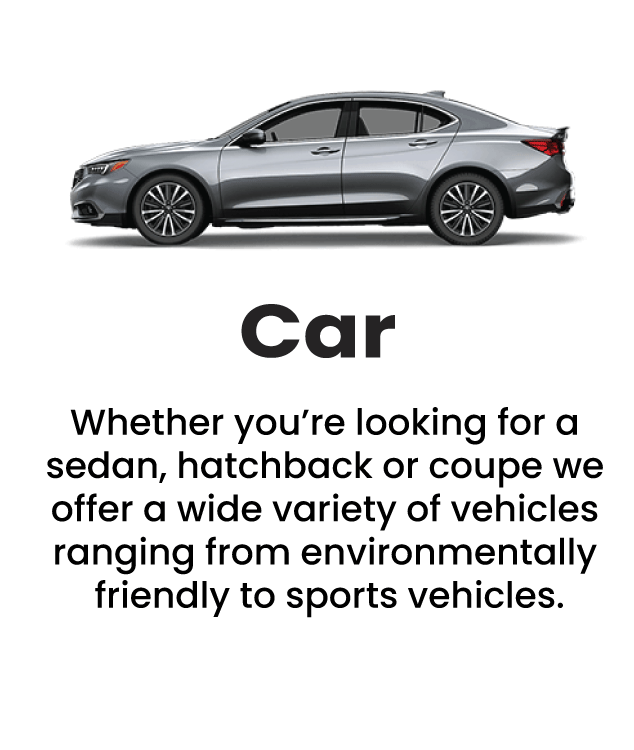 Car
Whether you’re looking for a
sedan, hatchback or coupe we
offer a wide variety of vehicles
ranging from environmentally
friendly to sports vehicles.